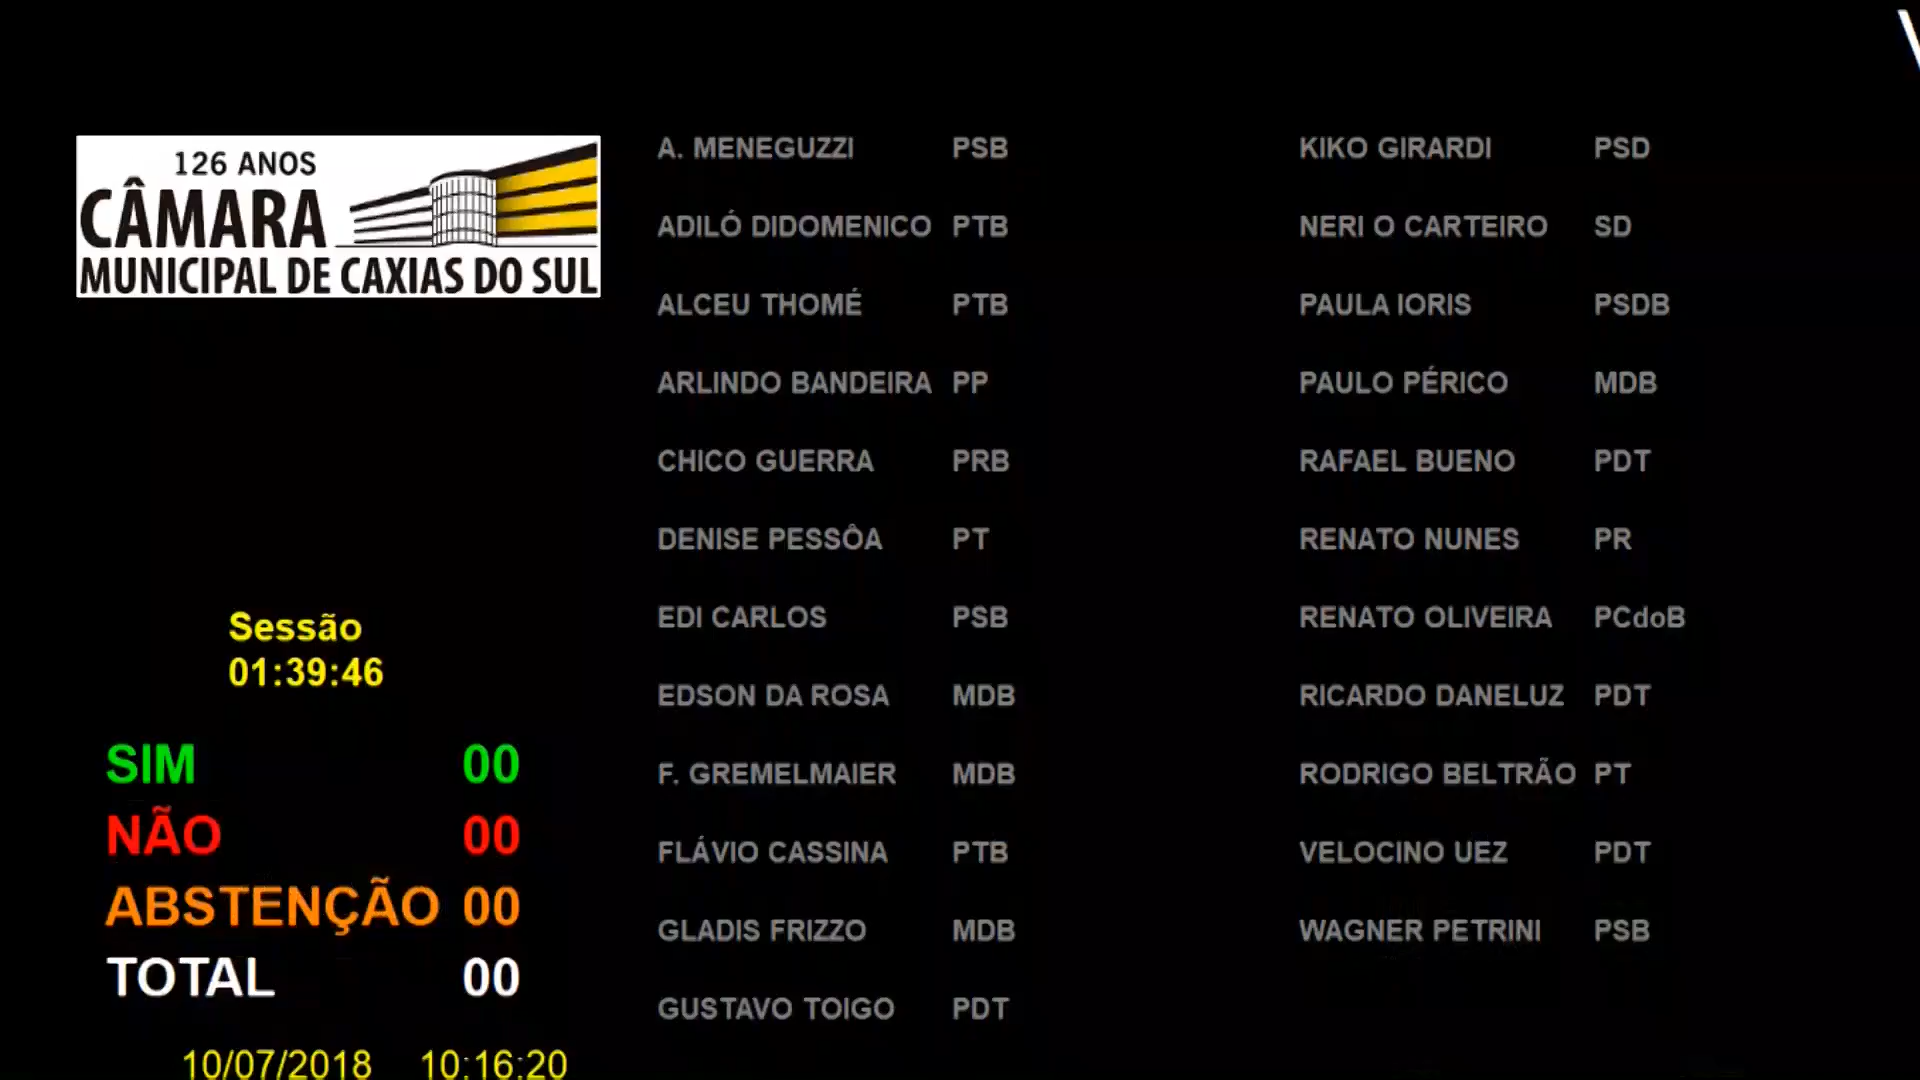 126 ANOS
CÂMARA
MUNICIPAL DE CAXIAS DO SUL
Sessão
01:39:46
SIM 00
NÃO 00
ABSTENÇÃO 00
TOTAL 00
10/07/2018 10:16:20
A. MENEGUZZI PSB
ADILÓ DIDOMENICO PTB
ALCEU THOMÉ PTB
ARLINDO BANDEIRA PP
CHICO GUERRA PRB
DENISE PESSÔA PT
EDI CARLOS PSB
EDSON DA ROSA MDB
F. GREMELMAIER MDB
FLÁVIO CASSINA PTB
GLADIS FRIZZO MDB
GUSTAVO TOIGO PDT
KIKO GIRARDI PSD
NERI O CARTEIRO SD
PAULA IORIS PSDB
PAULO PÉRICO MDB
RAFAEL BUENO PDT
RENATO NUNES PR
RENATO OLIVEIRA PCdoB
RICARDO DANELUZ PDT
RODRIGO BELTRÃO PT
VELOCINO UEZ PDT
WAGNER PETRINI PSB